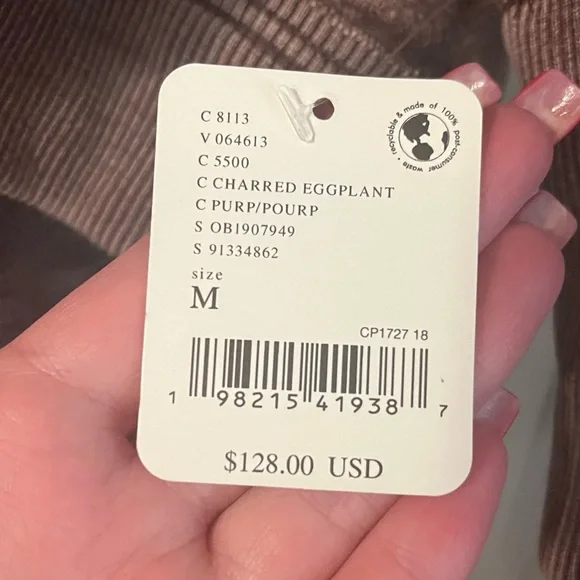 C 8113
V 064613
C 5500
C CHARRED EGGPLANT
C PURP/POURP
S OB1907949
S 91334862
size
M
recyclable & made of 100% post-consumer waste •
CP1727 18
1 98215 41938 7
$128.00 USD